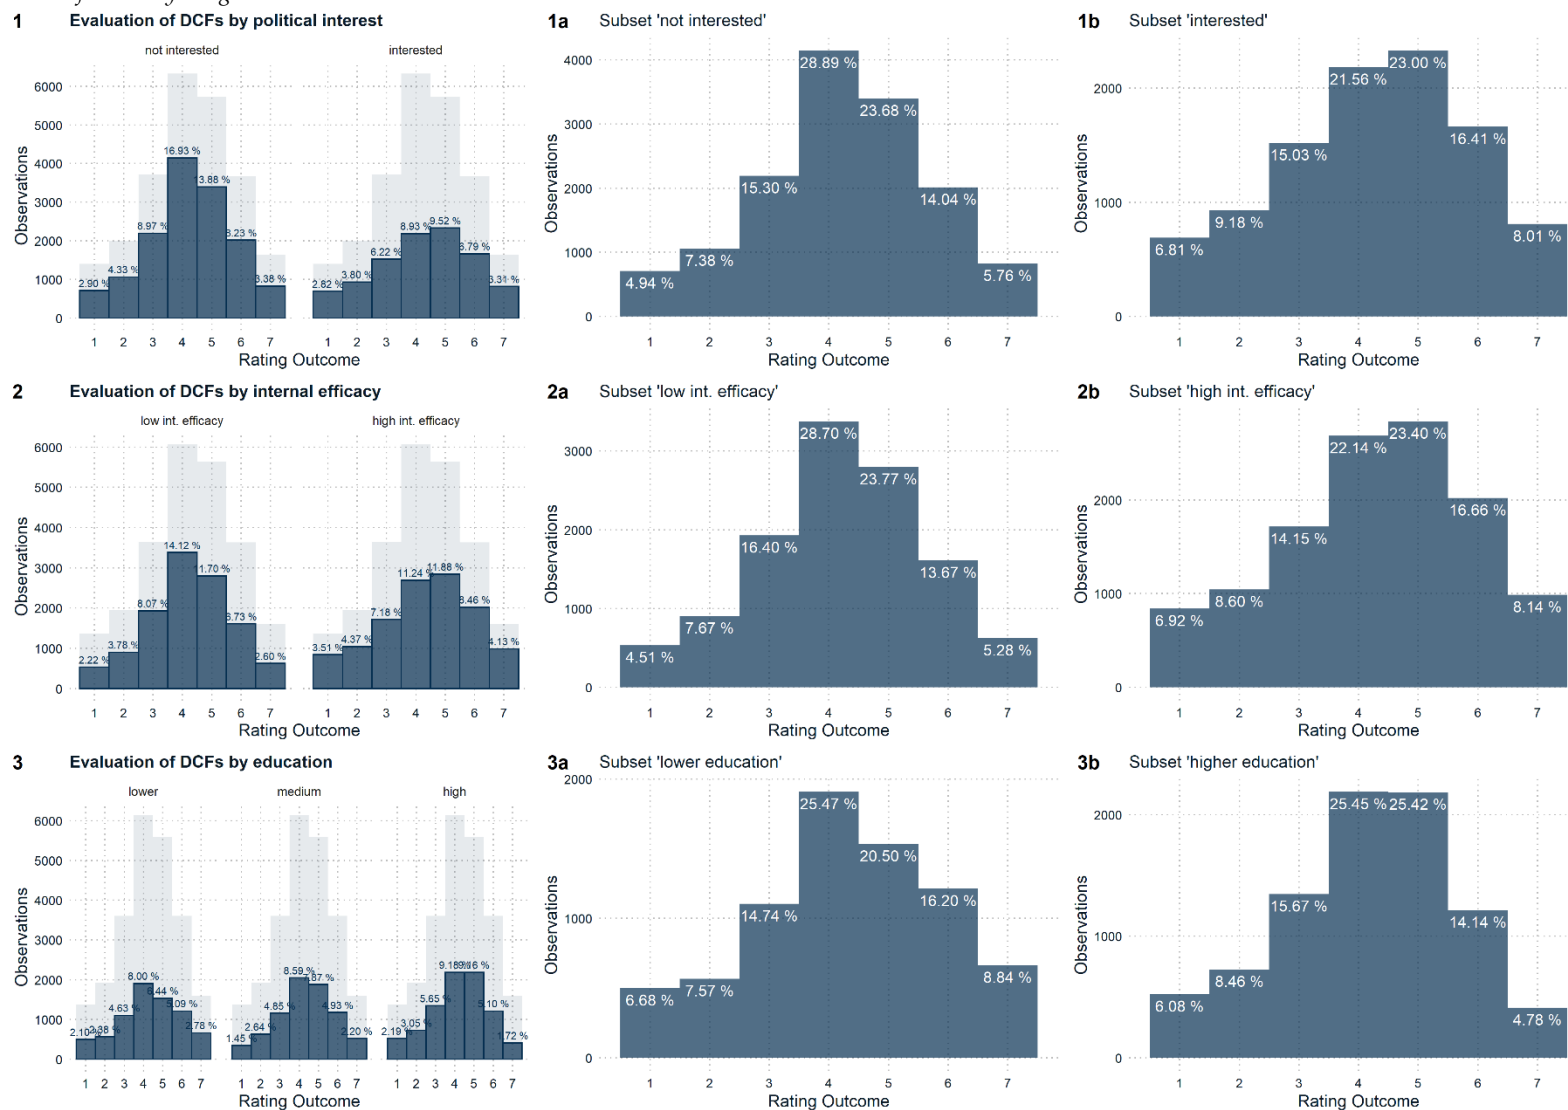 1 Evaluation of DCFs by political interest
not interested interested
Observations
6000
5000
4000
3000
2000
1000
0
2.90 % 4.33 % 8.97 % 16.93 % 13.88 % 8.23 % 3.38 %
2.82 % 3.80 % 6.22 % 8.93 % 9.52 % 6.79 % 3.31 %
1 2 3 4 5 6 7 1 2 3 4 5 6 7
Rating Outcome
1a Subset 'not interested'
Observations
4000
3000
2000
1000
0
4.94 % 7.38 % 15.30 % 28.89 % 23.68 % 14.04 % 5.76 %
1 2 3 4 5 6 7
Rating Outcome
1b Subset 'interested'
Observations
2000
1000
0
6.81 % 9.18 % 15.03 % 21.56 % 23.00 % 16.41 % 8.01 %
1 2 3 4 5 6 7
Rating Outcome
2 Evaluation of DCFs by internal efficacy
low int. efficacy high int. efficacy
Observations
6000
5000
4000
3000
2000
1000
0
2.22 % 3.78 % 8.07 % 14.12 % 11.70 % 6.73 % 2.60 %
3.51 % 4.37 % 7.18 % 11.24 % 11.88 % 8.46 % 4.13 %
1 2 3 4 5 6 7 1 2 3 4 5 6 7
Rating Outcome
2a Subset 'low int. efficacy'
Observations
3000
2000
1000
0
4.51 % 7.67 % 16.40 % 28.70 % 23.77 % 13.67 % 5.28 %
1 2 3 4 5 6 7
Rating Outcome
2b Subset 'high int. efficacy'
Observations
2000
1000
0
6.92 % 8.60 % 14.15 % 22.14 % 23.40 % 16.66 % 8.14 %
1 2 3 4 5 6 7
Rating Outcome
3 Evaluation of DCFs by education
lower medium high
Observations
6000
5000
4000
3000
2000
1000
0
2.10 % 2.38 % 4.63 % 8.00 % 6.44 % 5.09 % 2.78 %
1.45 % 2.64 % 4.85 % 8.59 % 7.87 % 4.93 % 2.20 %
2.19 % 3.05 % 5.65 % 9.18 % 9.16 % 5.10 % 1.72 %
1 2 3 4 5 6 7 1 2 3 4 5 6 7 1 2 3 4 5 6 7
Rating Outcome
3a Subset 'lower education'
Observations
2000
1000
0
6.68 % 7.57 % 14.74 % 25.47 % 20.50 % 16.20 % 8.84 %
1 2 3 4 5 6 7
Rating Outcome
3b Subset 'higher education'
Observations
2000
1000
0
6.08 % 8.46 % 15.67 % 25.45 % 25.42 % 14.14 % 4.78 %
1 2 3 4 5 6 7
Rating Outcome